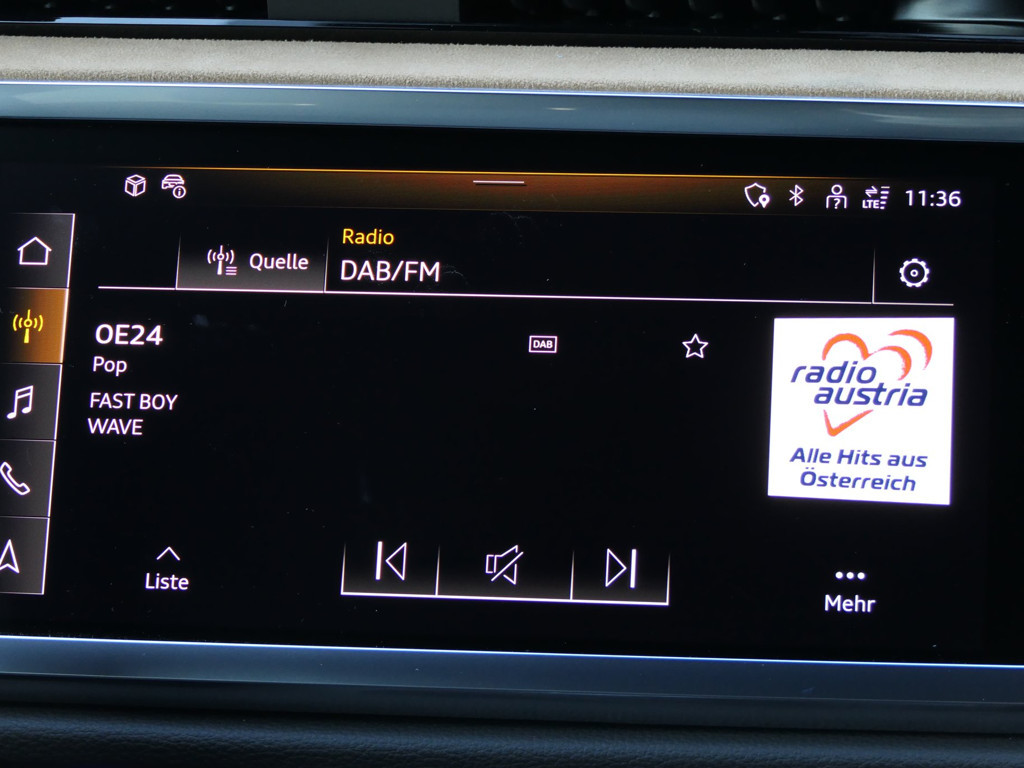 LTE
11:36
Quelle
Radio
DAB/FM
OE24
DAB
Pop
FAST BOY
WAVE
radio
austria
Alle Hits aus
Österreich
Liste
Mehr